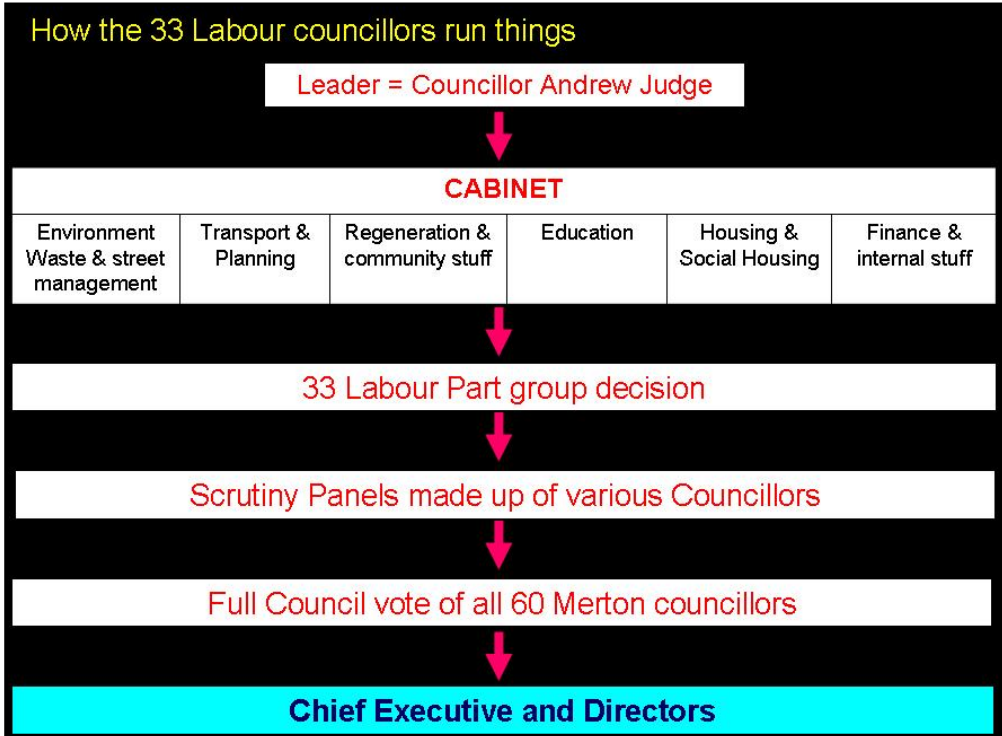 How the 33 Labour councillors run things
Leader = Councillor Andrew Judge
CABINET
Environment
Waste & street
management
Transport &
Planning
Regeneration &
community stuff
Education
Housing &
Social Housing
Finance &
internal stuff
33 Labour Part group decision
Scrutiny Panels made up of various Councillors
Full Council vote of all 60 Merton councillors
Chief Executive and Directors